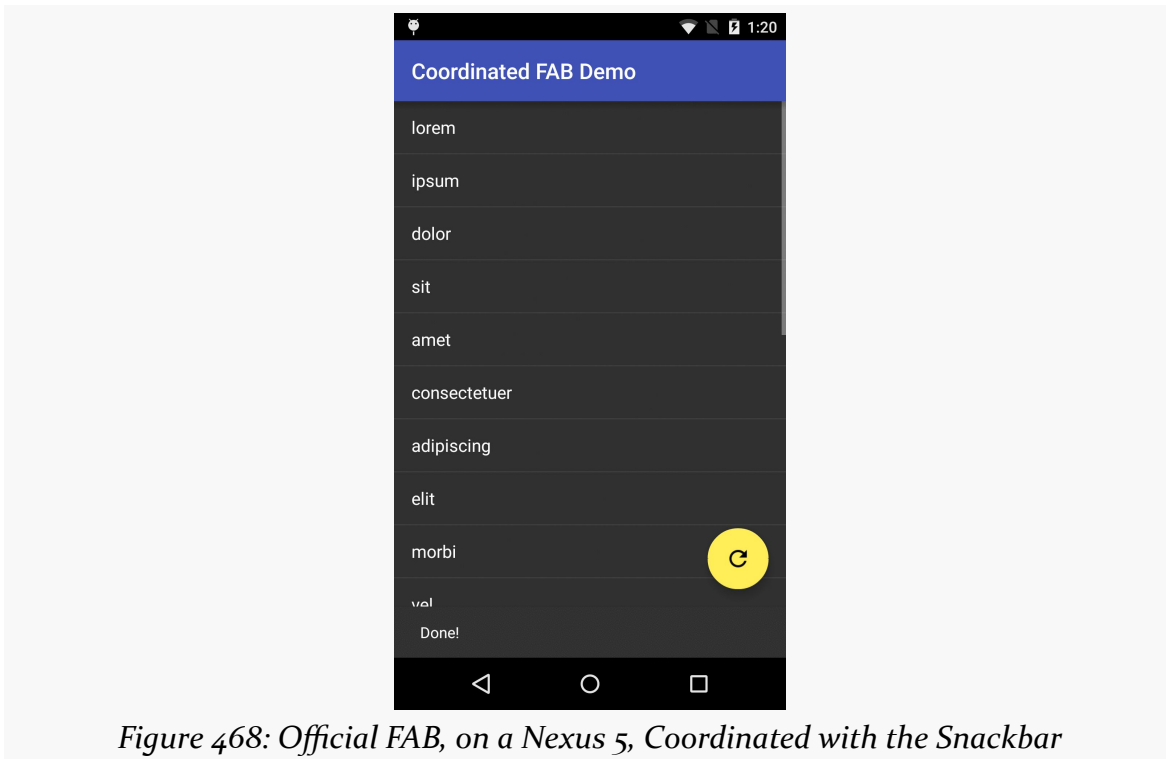 1:20
Coordinated FAB Demo
lorem
ipsum
dolor
sit
amet
consectetuer
adipiscing
elit
morbi
vel
Done!
Figure 468: Official FAB, on a Nexus 5, Coordinated with the Snackbar